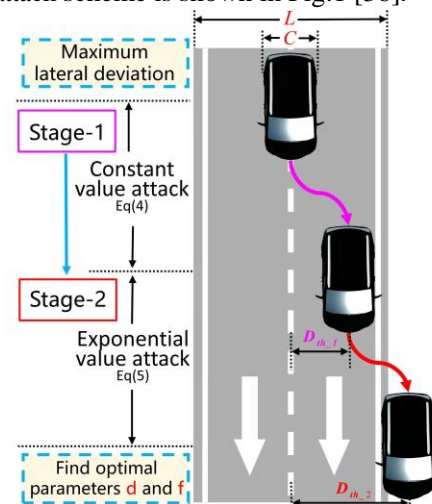 attack scheme is shown in Fig.1 [36].
L
C
Maximum
lateral deviation
Stage-1
Constant
value attack
Eq(4)
Stage-2
Exponential
value attack
Eq(5)
D_th_1
Find optimal
parameters d and f
D_th_2